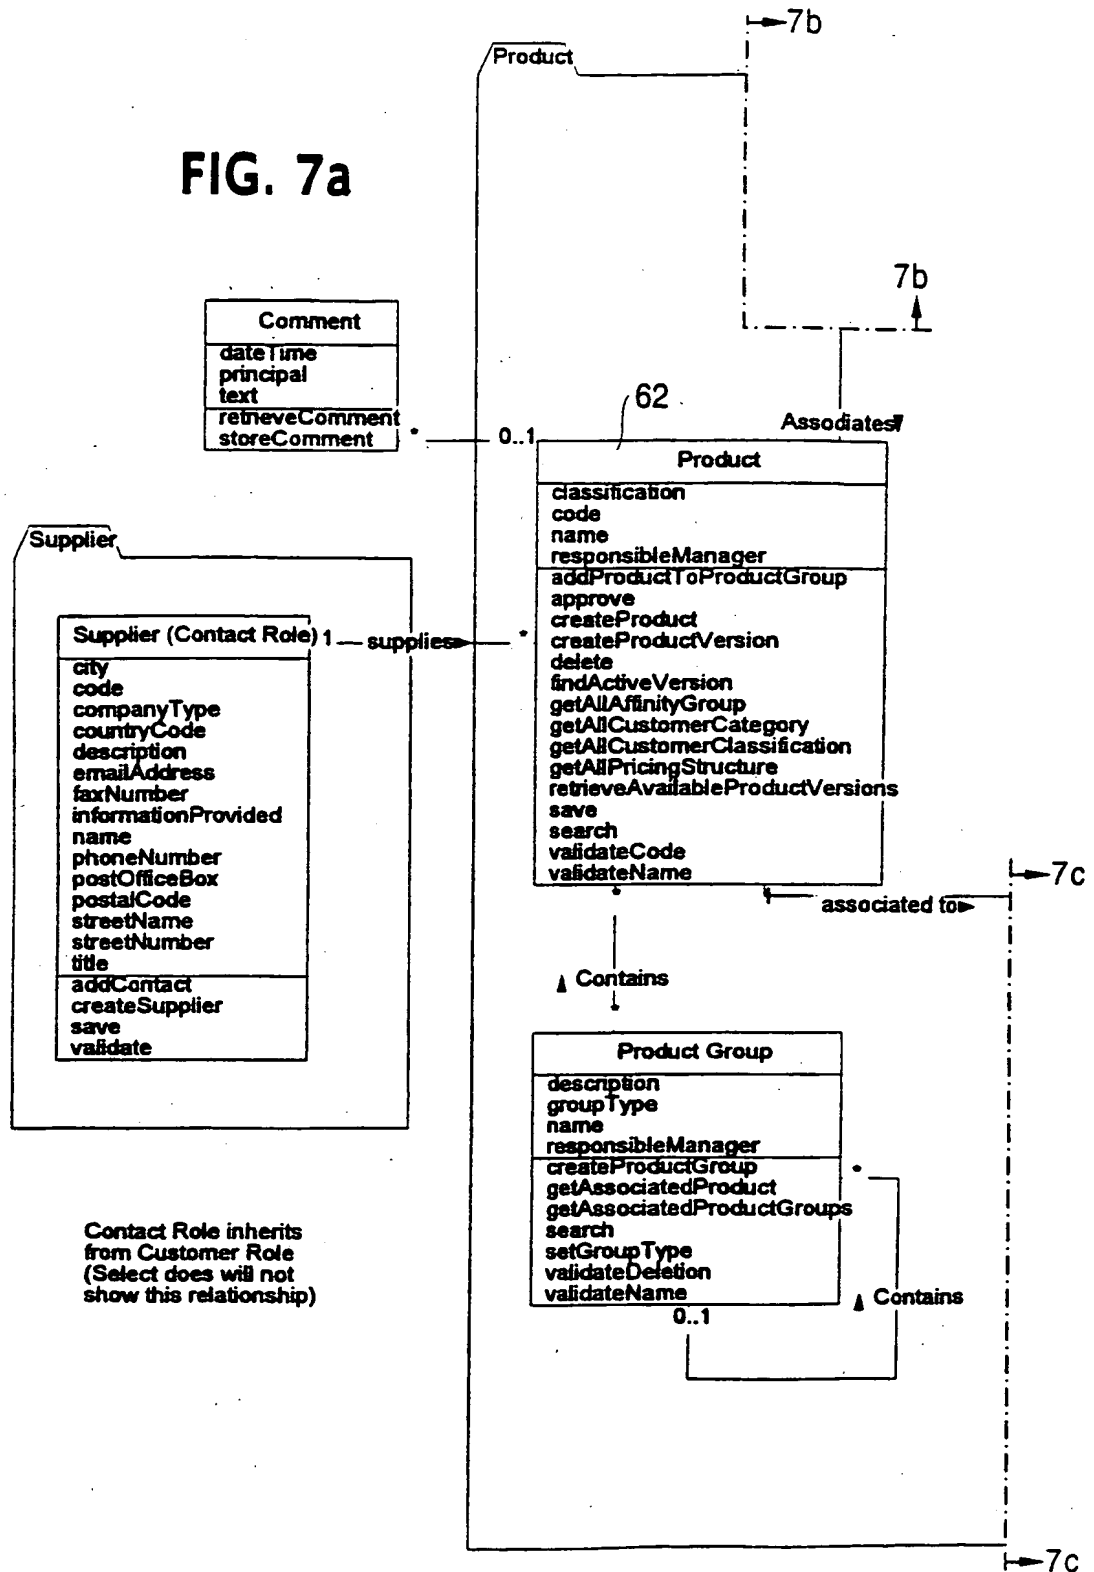 7b
Product
FIG. 7a
7b
Comment
dateTime
principal
text
retrieveComment
storeComment
*
0..1
62
Associates
Product
classification
code
name
responsibleManager
addProductToProductGroup
approve
createProduct
createProductVersion
delete
findActiveVersion
getAllAffinityGroup
getAllCustomerCategory
getAllCustomerClassification
getAllPricingStructure
retrieveAvailableProductVersions
save
search
validateCode
validateName
Supplier
Supplier (Contact Role)
1
supplies
*
city
code
companyType
countryCode
description
emailAddress
faxNumber
informationProvided
name
phoneNumber
postOfficeBox
postalCode
streetName
streetNumber
title
addContact
createSupplier
save
validate
*
1
associated to
7c
Contains
*
Product Group
description
groupType
name
responsibleManager
createProductGroup
getAssociatedProduct
getAssociatedProductGroups
search
setGroupType
validateDeletion
validateName
*
0..1
Contains
Contact Role inherits
from Customer Role
(Select does will not
show this relationship)
7c